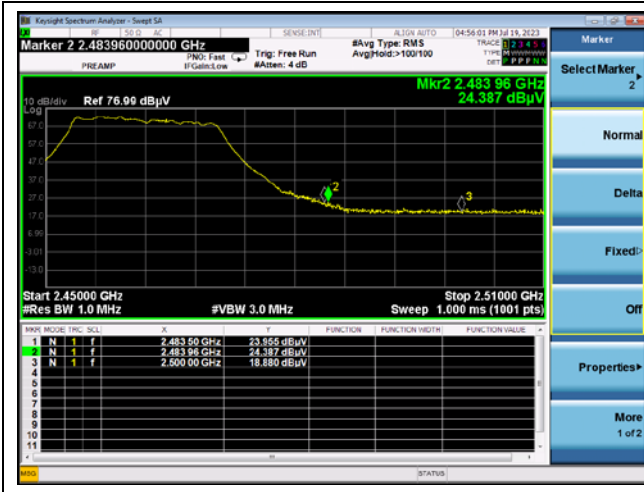 Keysight Spectrum Analyzer - Swept SA
RF 50 Ω AC SENSE:INT ALIGN AUTO 04:56:01 PM Jul 19, 2023
Marker 2 2.483960000000 GHz
PREAMP
PNO: Fast
IFGain:Low
Trig: Free Run
#Atten: 4 dB
#Avg Type: RMS
Avg|Hold:>100/100
TRACE 1 2 3 4 5
TYPE
DET P P P P N N
Mkr2 2.483 96 GHz
24.387 dBµV
10 dB/div Ref 76.99 dBµV
Log
67.0
57.0
47.0
37.0
27.0
17.0
6.99
-3.01
-13.0
2
3
Start 2.45000 GHz
Stop 2.51000 GHz
#Res BW 1.0 MHz #VBW 3.0 MHz Sweep 1.000 ms (1001 pts)
MKR MODE TRC SCL X Y FUNCTION FUNCTION WIDTH FUNCTION VALUE
1 N 1 f 2.483 50 GHz 23.955 dBµV
2 N 1 f 2.483 96 GHz 24.387 dBµV
3 N 1 f 2.500 00 GHz 18.880 dBµV
4
5
6
7
8
9
10
11
MSG STATUS
Marker
Select Marker
2
Normal
Delta
Fixed
Off
Properties
More
1 of 2